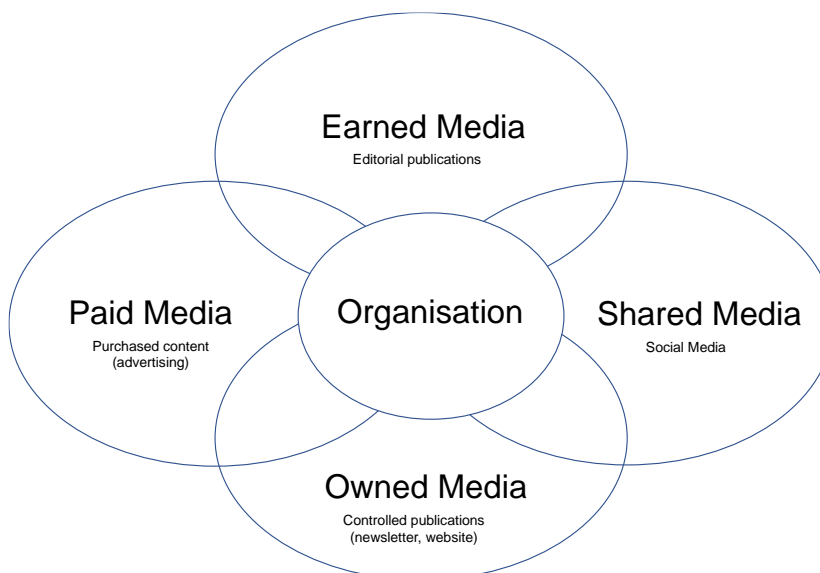 Earned Media
Editorial publications
Paid Media
Purchased content
(advertising)
Organisation
Shared Media
Social Media
Owned Media
Controlled publications
(newsletter, website)